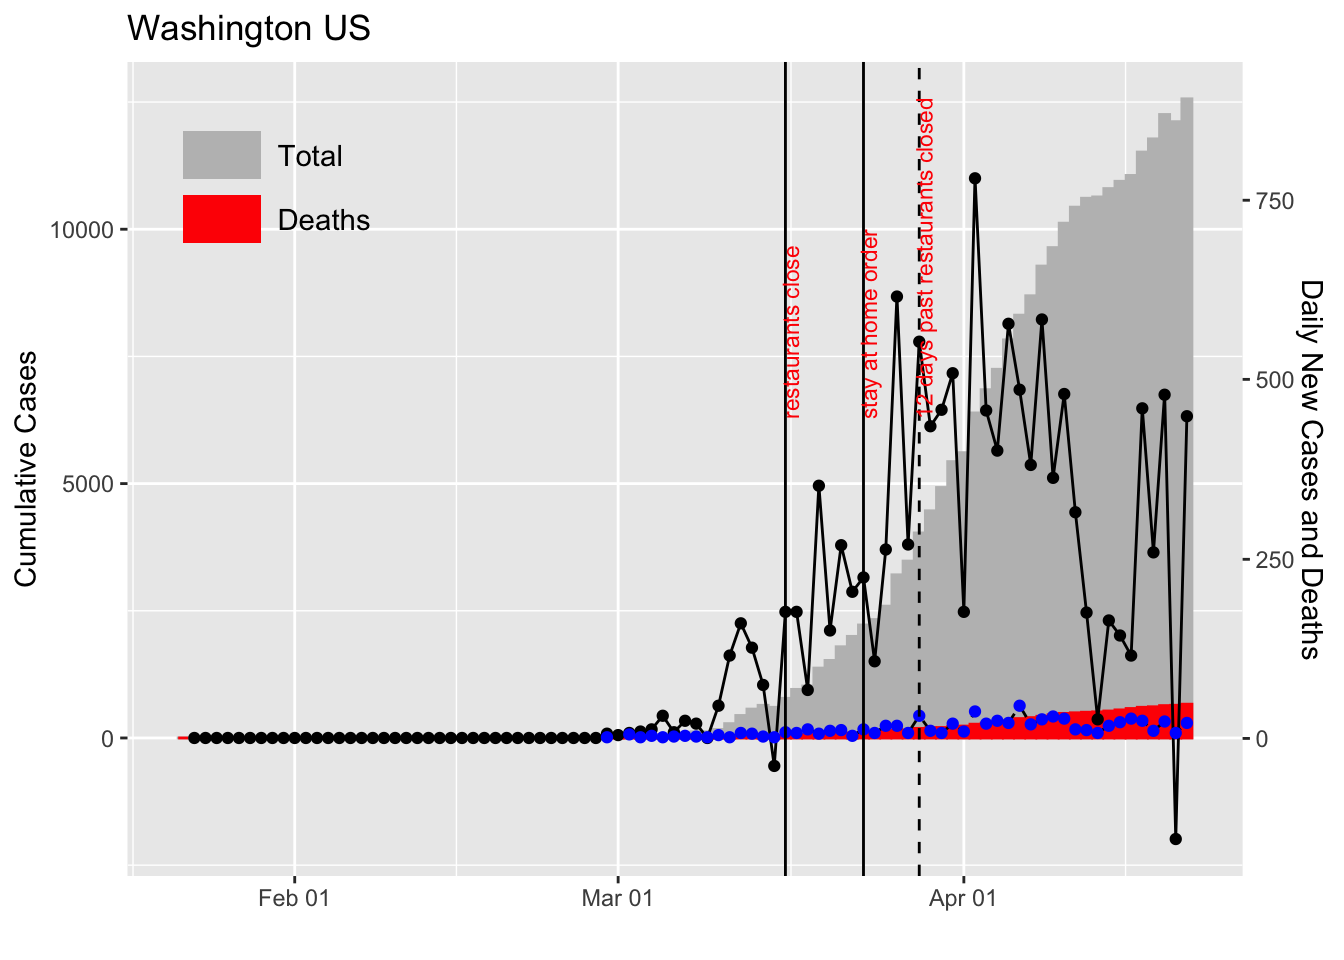 Washington US
Total
Deaths
restaurants close
stay at home order
12 days past restaurants closed
Cumulative Cases
10000
5000
0
750
500
250
0
Daily New Cases and Deaths
Feb 01
Mar 01
Apr 01